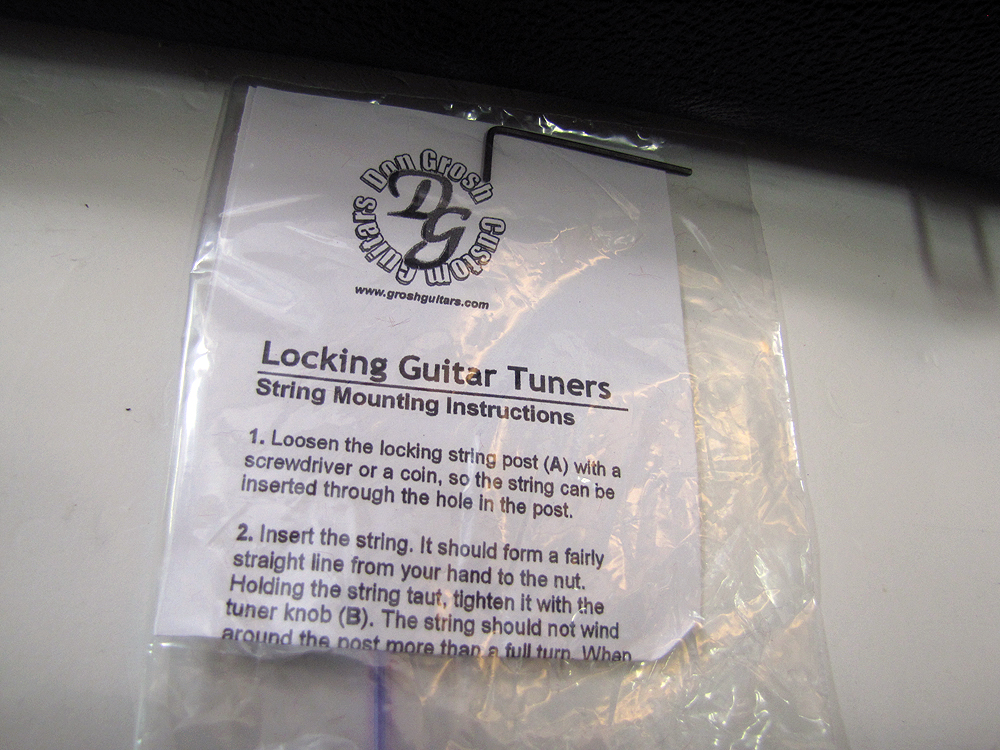 Don Grosh Custom Guitars
DG
www.groshguitars.com
Locking Guitar Tuners
String Mounting Instructions
1. Loosen the locking string post (A) with a
screwdriver or a coin, so the string can be
inserted through the hole in the post.
2. Insert the string. It should form a fairly
straight line from your hand to the nut.
Holding the string taut, tighten it with the
tuner knob (B). The string should not wind
around the post more than a full turn. When